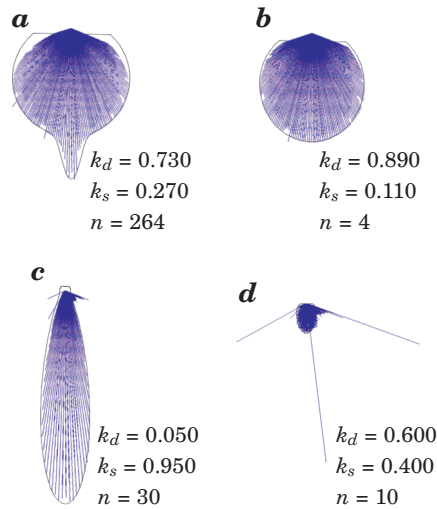 a
k_d = 0.730
k_s = 0.270
n = 264
b
k_d = 0.890
k_s = 0.110
n = 4
c
k_d = 0.050
k_s = 0.950
n = 30
d
k_d = 0.600
k_s = 0.400
n = 10